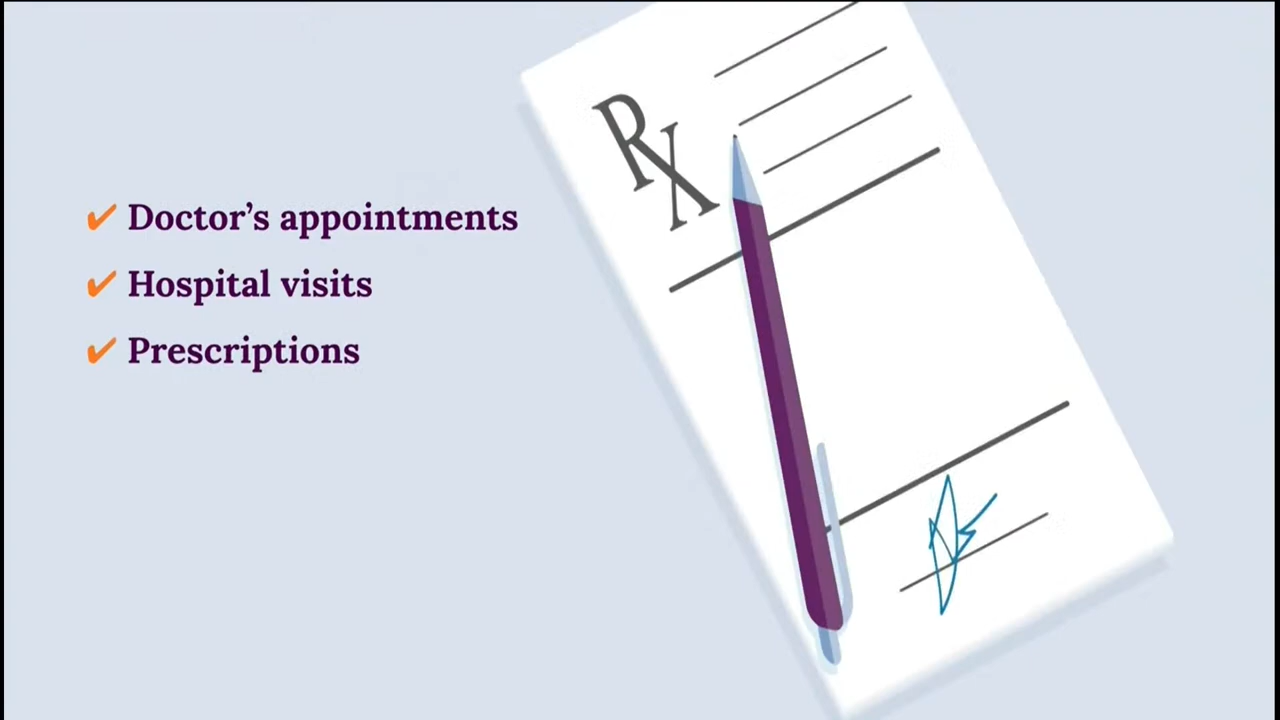 ✔ Doctor’s appointments
✔ Hospital visits
✔ Prescriptions
Rx